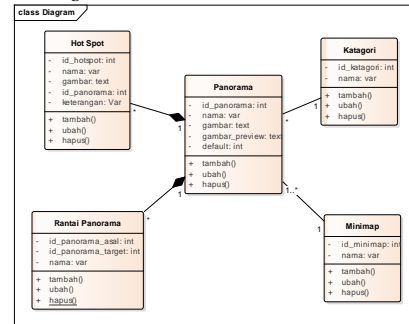 class Diagram
Hot Spot
- id_hotspot: int
- nama: var
- gambar: text
- id_panorama: int
- keterangan: Var
+ tambah()
+ ubah()
+ hapus()
Katagori
- id_katagori: int
- nama: var
+ tambah()
+ ubah()
+ hapus()
Panorama
- id_panorama: int
- nama: var
- gambar: text
- gambar_preview: text
- default: int
+ tambah()
+ ubah()
+ hapus()
*
1
*
1
*
1
1..*
1
Rantai Panorama
- id_panorama_asal: int
- id_panorama_target: int
- nama: var
+ tambah()
+ ubah()
+ hapus()
Minimap
- id_minimap: int
- nama: var
+ tambah()
+ ubah()
+ hapus()